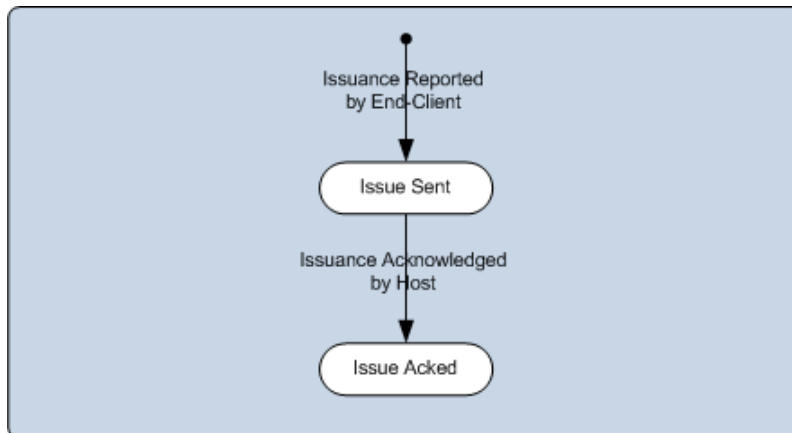 Issuance Reported
by End-Client
Issue Sent
Issuance Acknowledged
by Host
Issue Acked